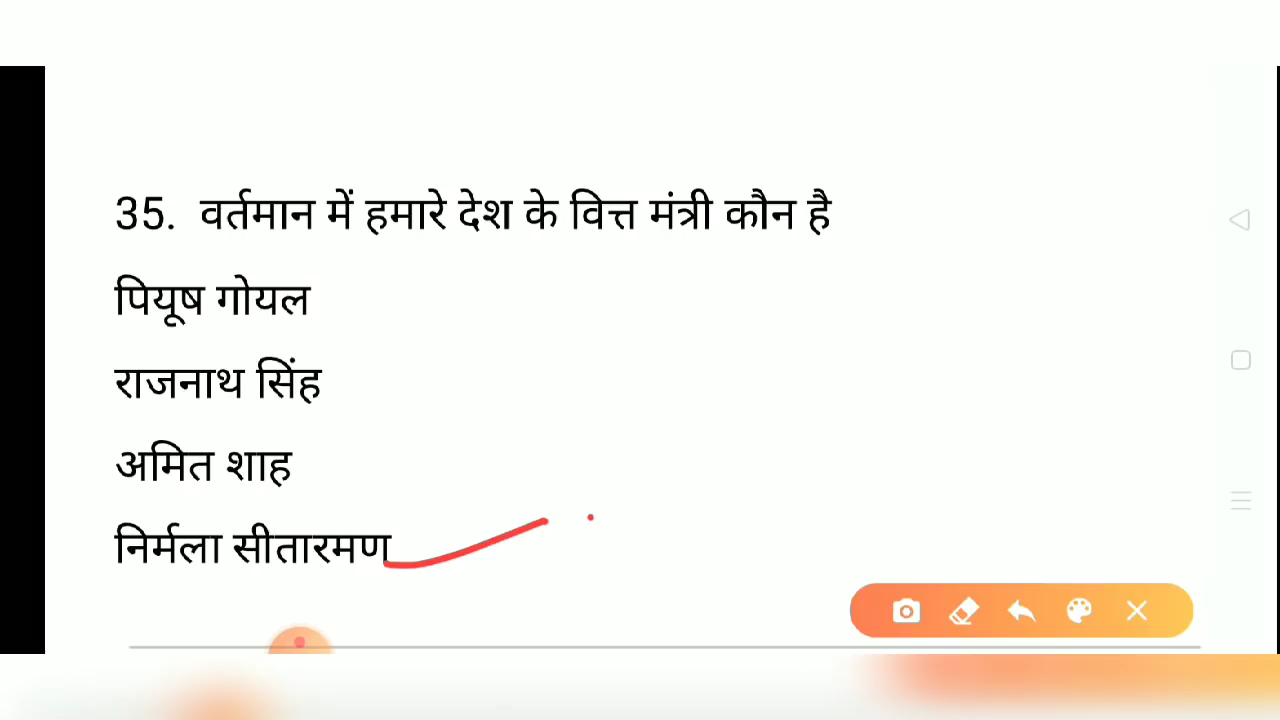 35. वर्तमान में हमारे देश के वित्त मंत्री कौन है
पियूष गोयल
राजनाथ सिंह
अमित शाह
निर्मला सीतारमण